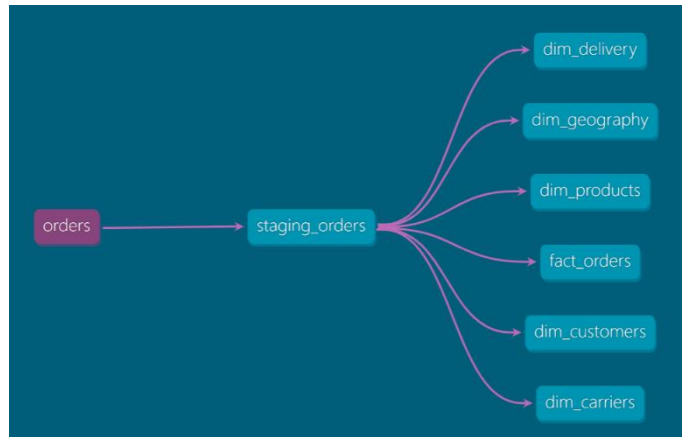 orders
staging_orders
dim_delivery
dim_geography
dim_products
fact_orders
dim_customers
dim_carriers